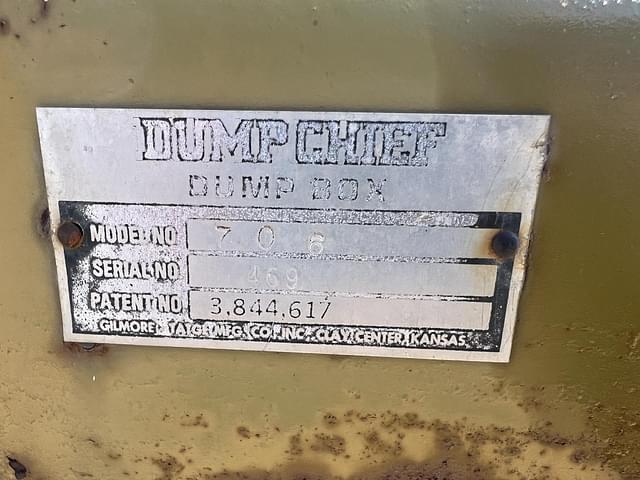 DUMP CHIEF
DUMP BOX
MODEL NO 706
SERIAL NO 469
PATENT NO 3,844,617
GILMORE-TATGE MFG. CO., INC. CLAY CENTER, KANSAS